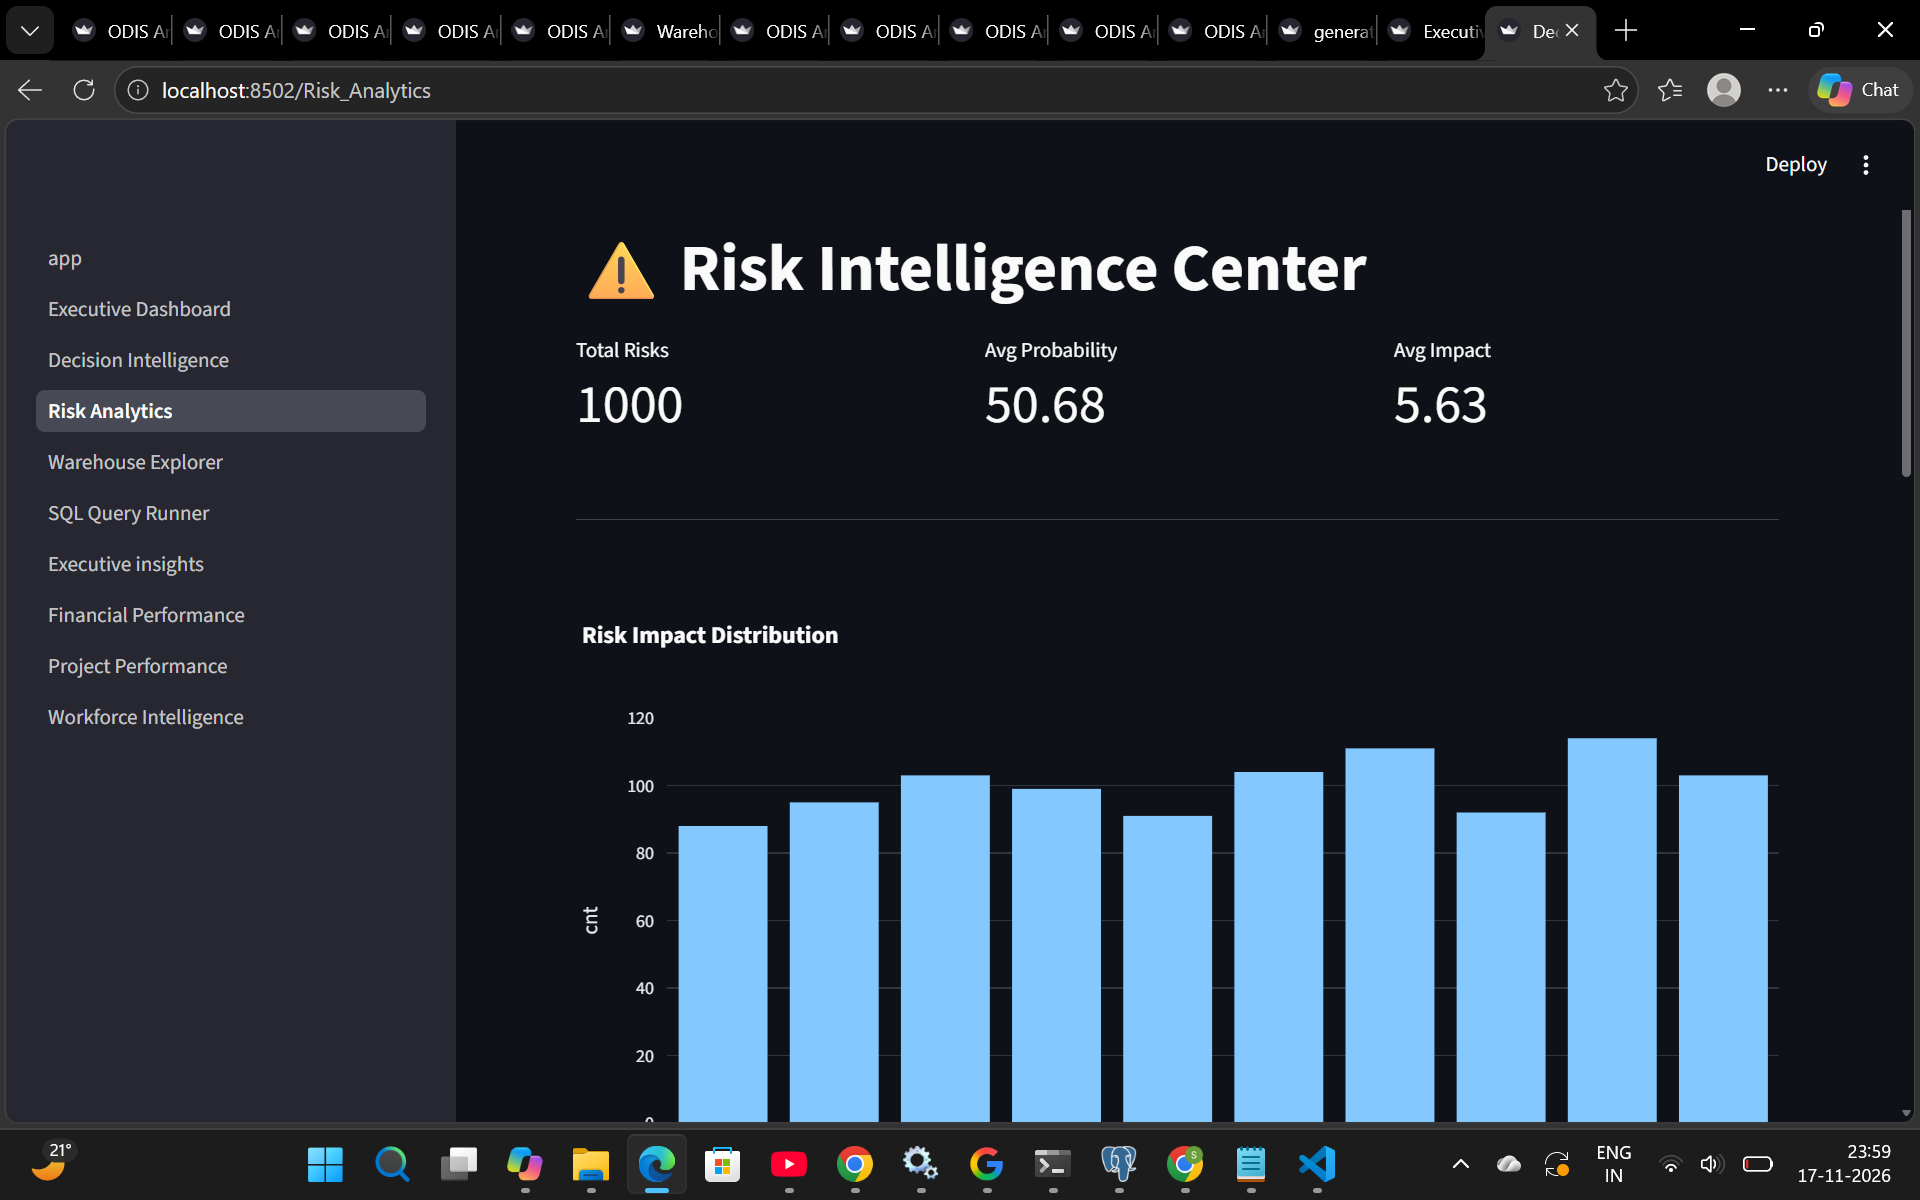 ODIS A
ODIS A
ODIS A
ODIS A
ODIS A
Wareho
ODIS A
ODIS A
ODIS A
ODIS A
ODIS A
generat
Executi
De
localhost:8502/Risk_Analytics
Chat
Deploy
app
Executive Dashboard
Decision Intelligence
Risk Analytics
Warehouse Explorer
SQL Query Runner
Executive insights
Financial Performance
Project Performance
Workforce Intelligence
Risk Intelligence Center
Total Risks
Avg Probability
Avg Impact
1000
50.68
5.63
Risk Impact Distribution
120
100
80
60
40
20
0
cnt
21°
ENG
IN
23:59
17-11-2026